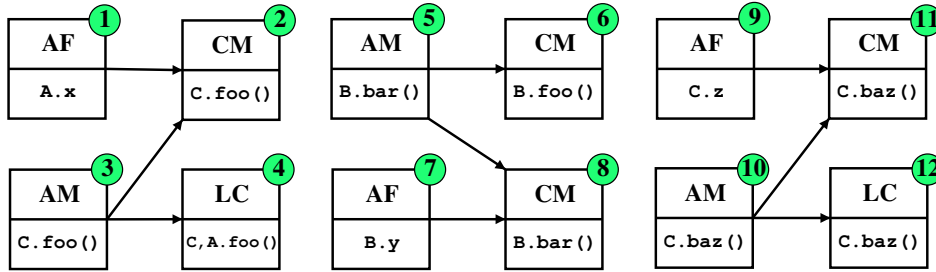 1 2 5 6 9 11
AF CM AM CM AF CM
A.x C.foo() B.bar() B.foo() C.z C.baz()
3 4 7 8 10 12
AM LC AF CM AM LC
C.foo() C,A.foo() B.y B.bar() C.baz() C.baz()